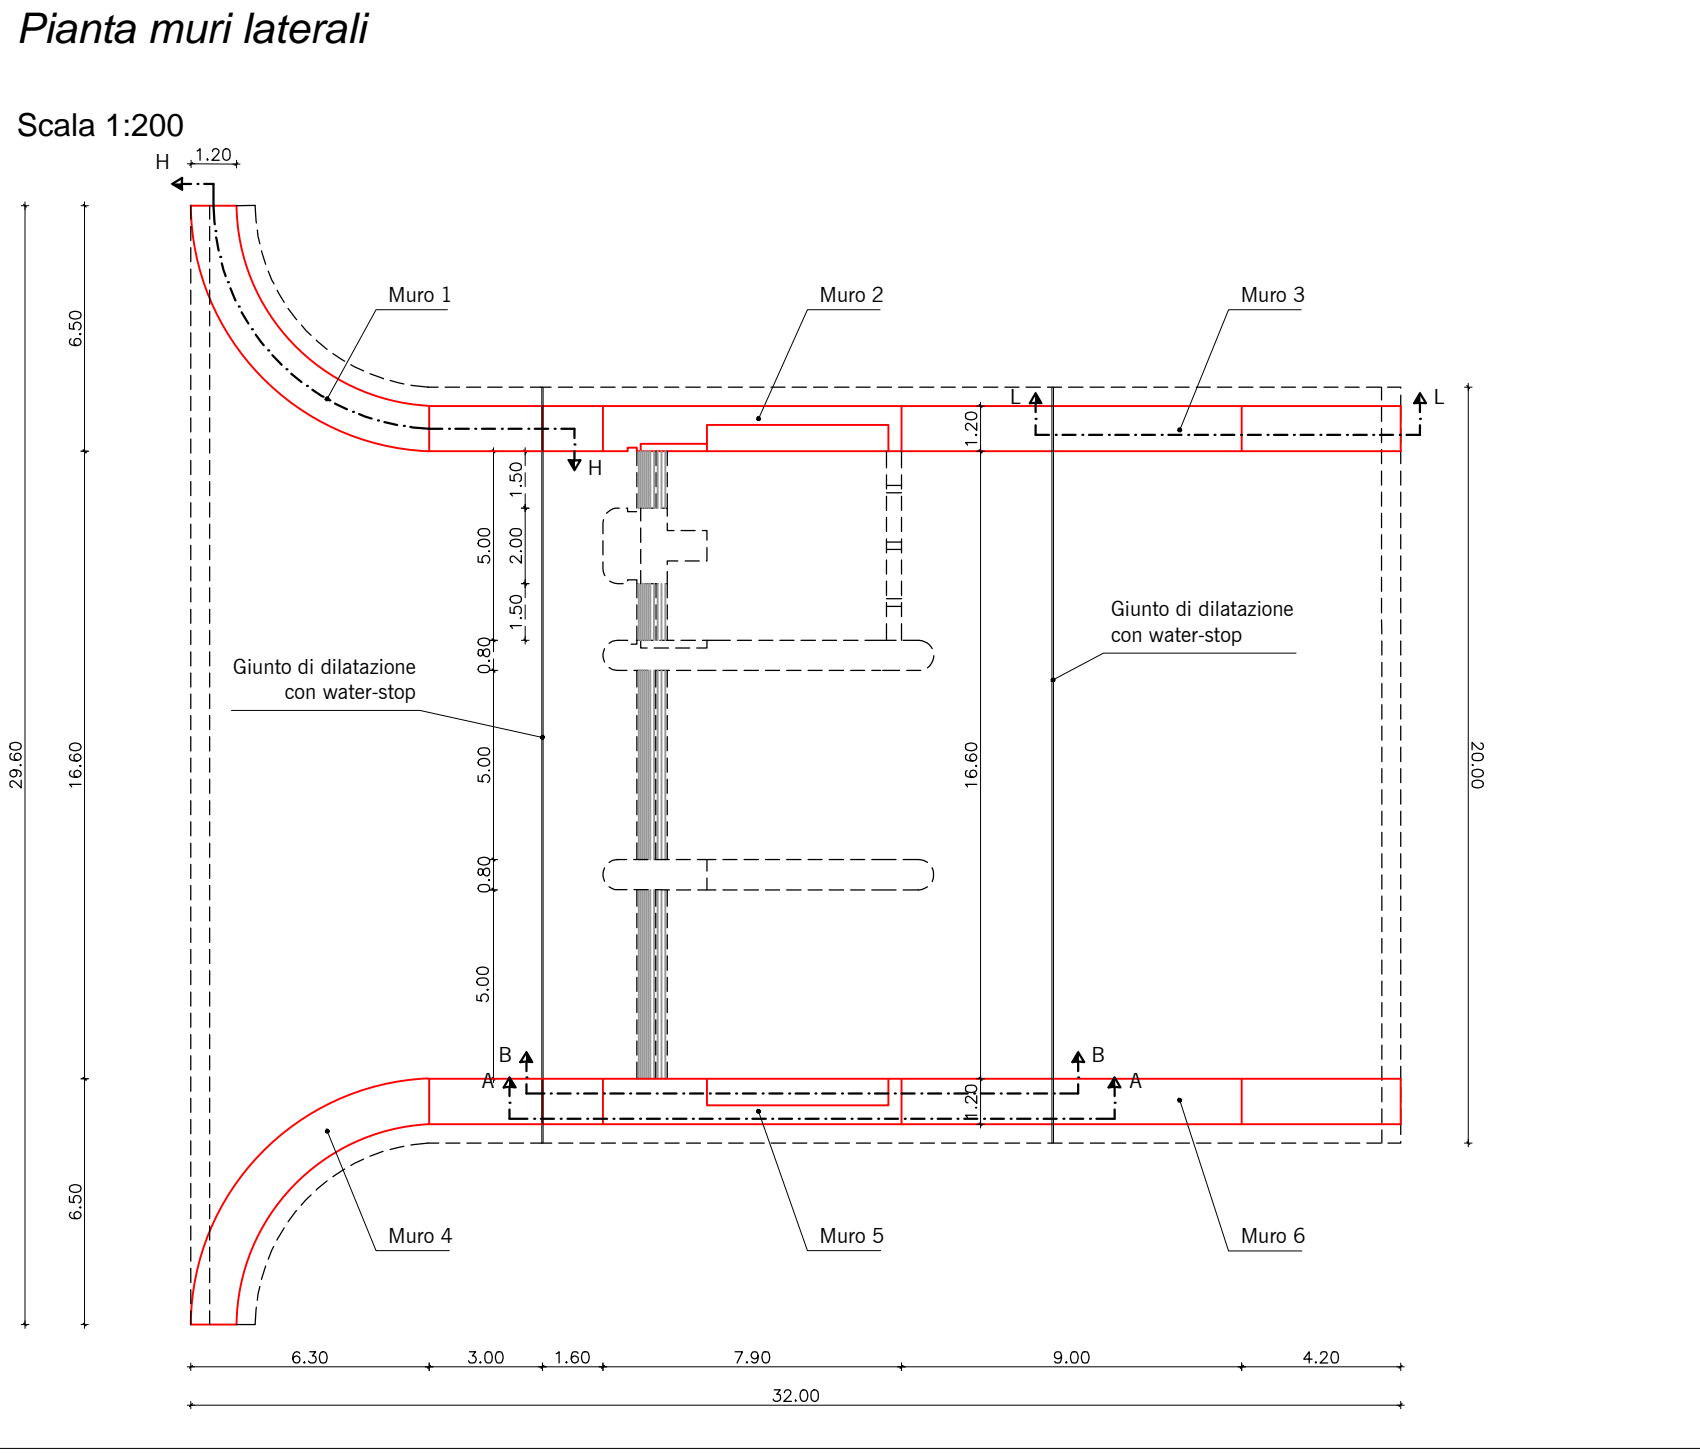 Pianta muri laterali
Scala 1:200
1.20
H
Muro 1
Muro 2
Muro 3
6.50
L
L
1.20
H
1.50
5.00
2.00
1.50
0.80
Giunto di dilatazione
con water-stop
Giunto di dilatazione
con water-stop
29.60
16.60
5.00
16.60
20.00
0.80
5.00
B
B
A
A
1.20
6.50
Muro 4
Muro 5
Muro 6
6.30
3.00
1.60
7.90
9.00
4.20
32.00